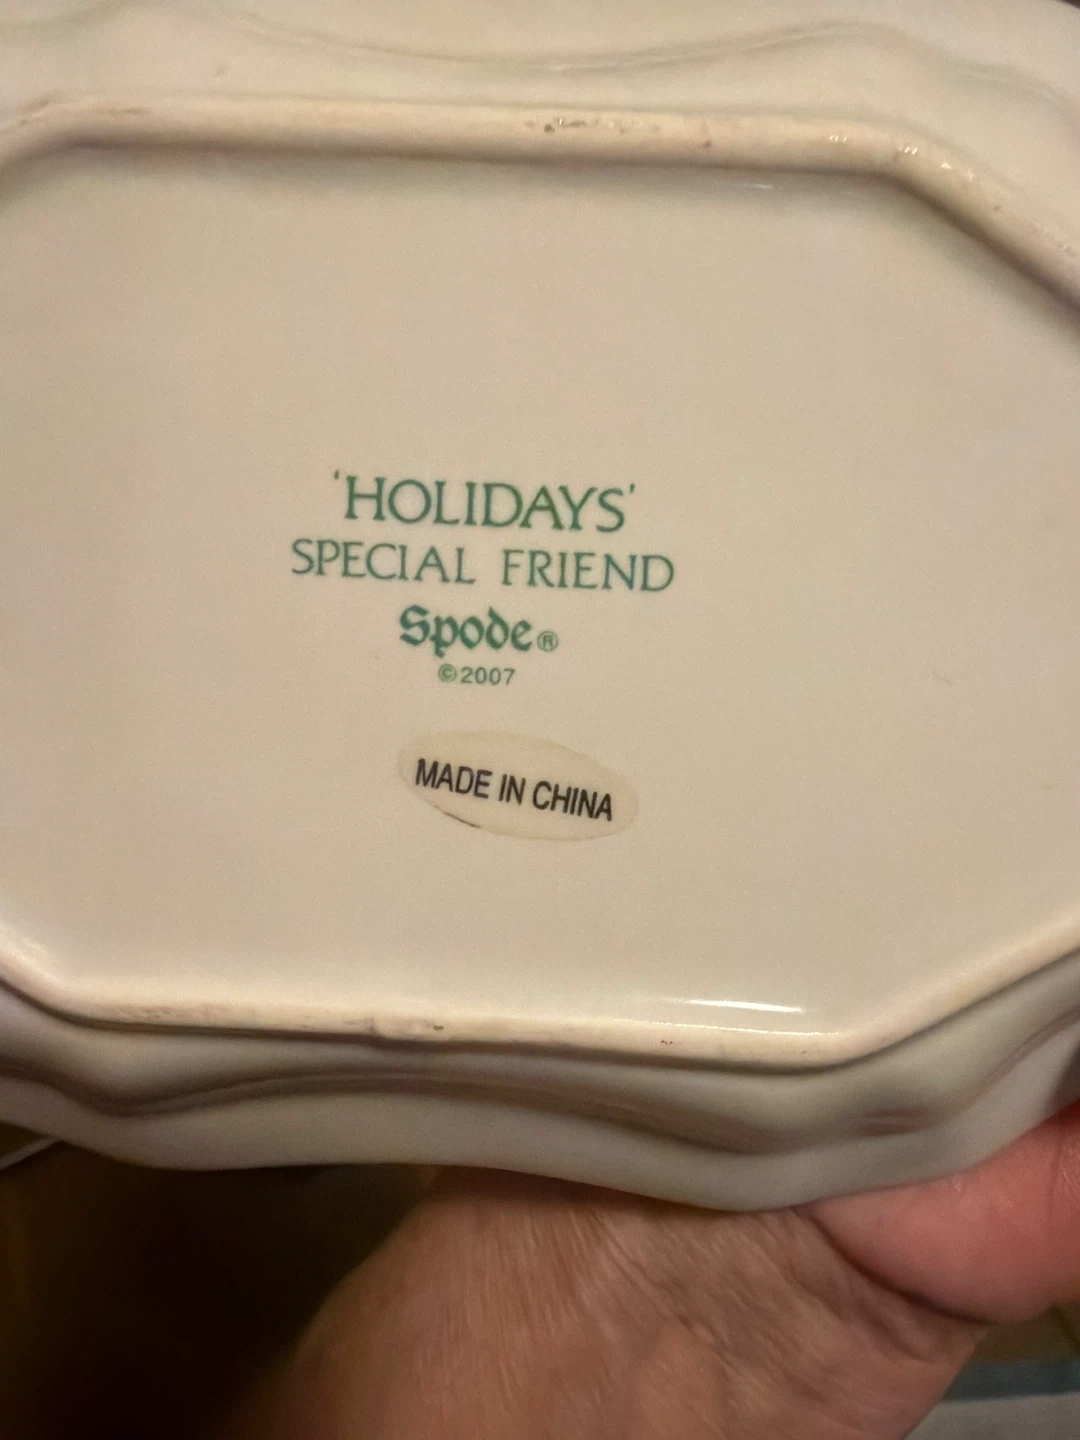 'HOLIDAYS'
SPECIAL FRIEND
Spode®
©2007
MADE IN CHINA